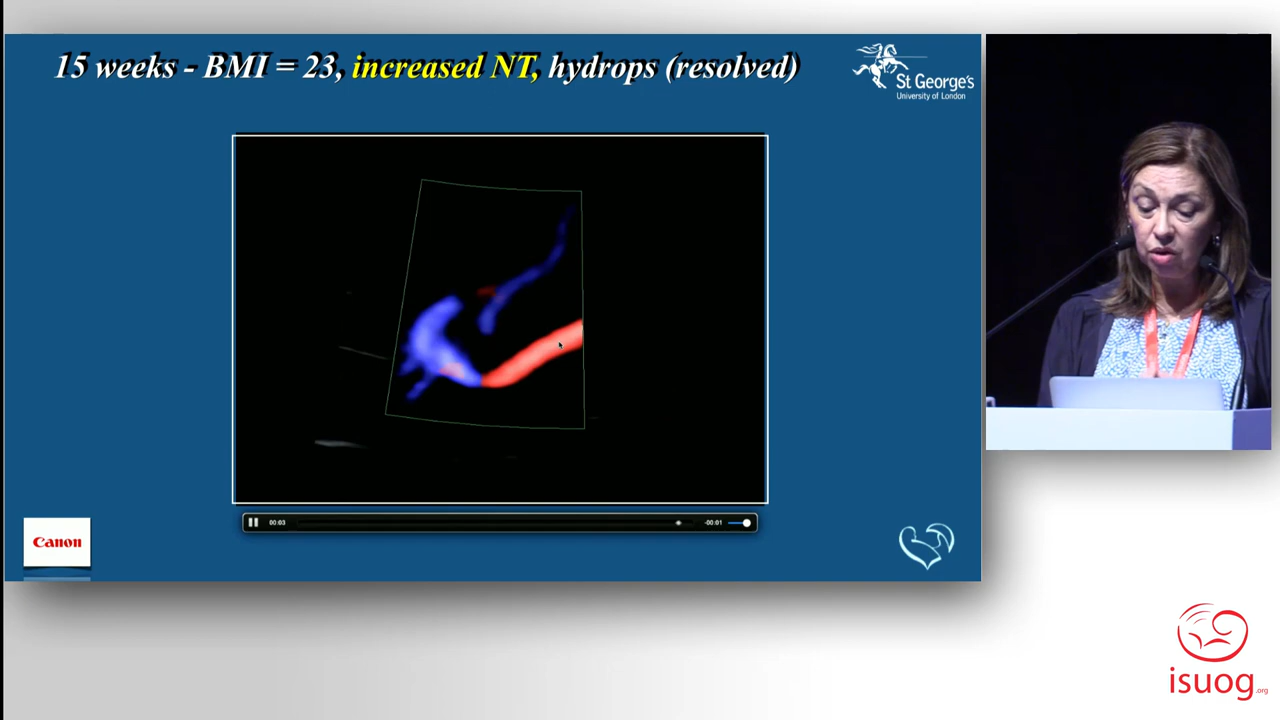 15 weeks - BMI = 23, increased NT, hydrops (resolved)
St George's
University of London
00:03
-00:01
Canon
isuog.org